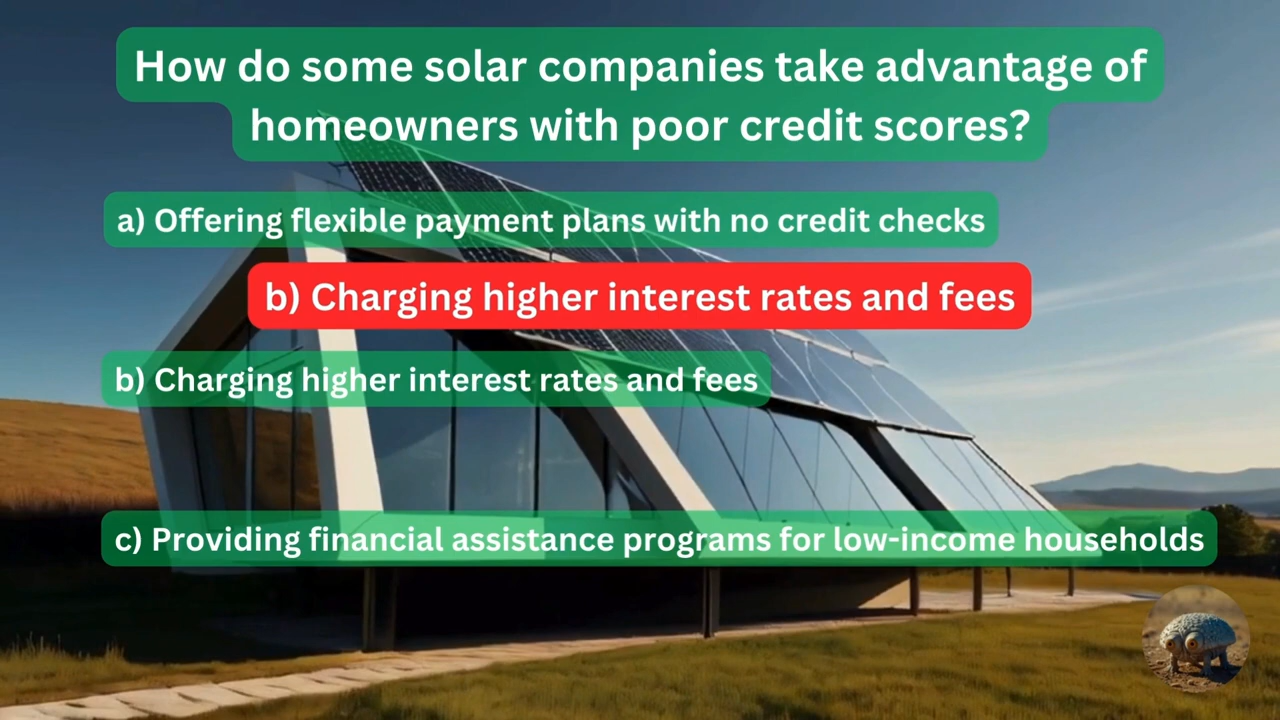 How do some solar companies take advantage of
homeowners with poor credit scores?
a) Offering flexible payment plans with no credit checks
b) Charging higher interest rates and fees
b) Charging higher interest rates and fees
c) Providing financial assistance programs for low-income households